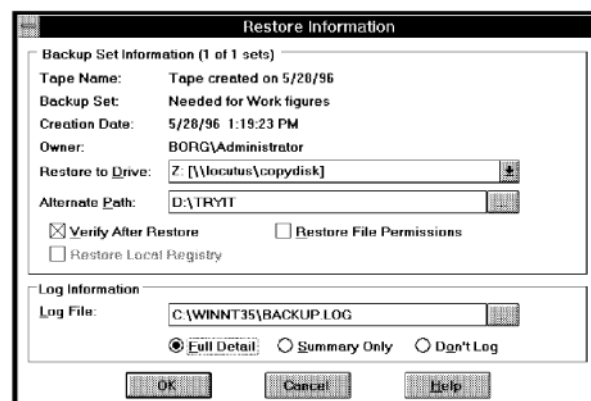 Restore Information
Backup Set Information (1 of 1 sets)
Tape Name: Tape created on 5/28/96
Backup Set: Needed for Work figures
Creation Date: 5/28/96 1:19:23 PM
Owner: BORG\Administrator
Restore to Drive: Z: [\\locutus\copydisk]
Alternate Path: D:\TRYIT ...
Verify After Restore Restore File Permissions
Restore Local Registry
Log Information
Log File: C:\WINNT35\BACKUP.LOG ...
Full Detail Summary Only Don't Log
OK Cancel Help